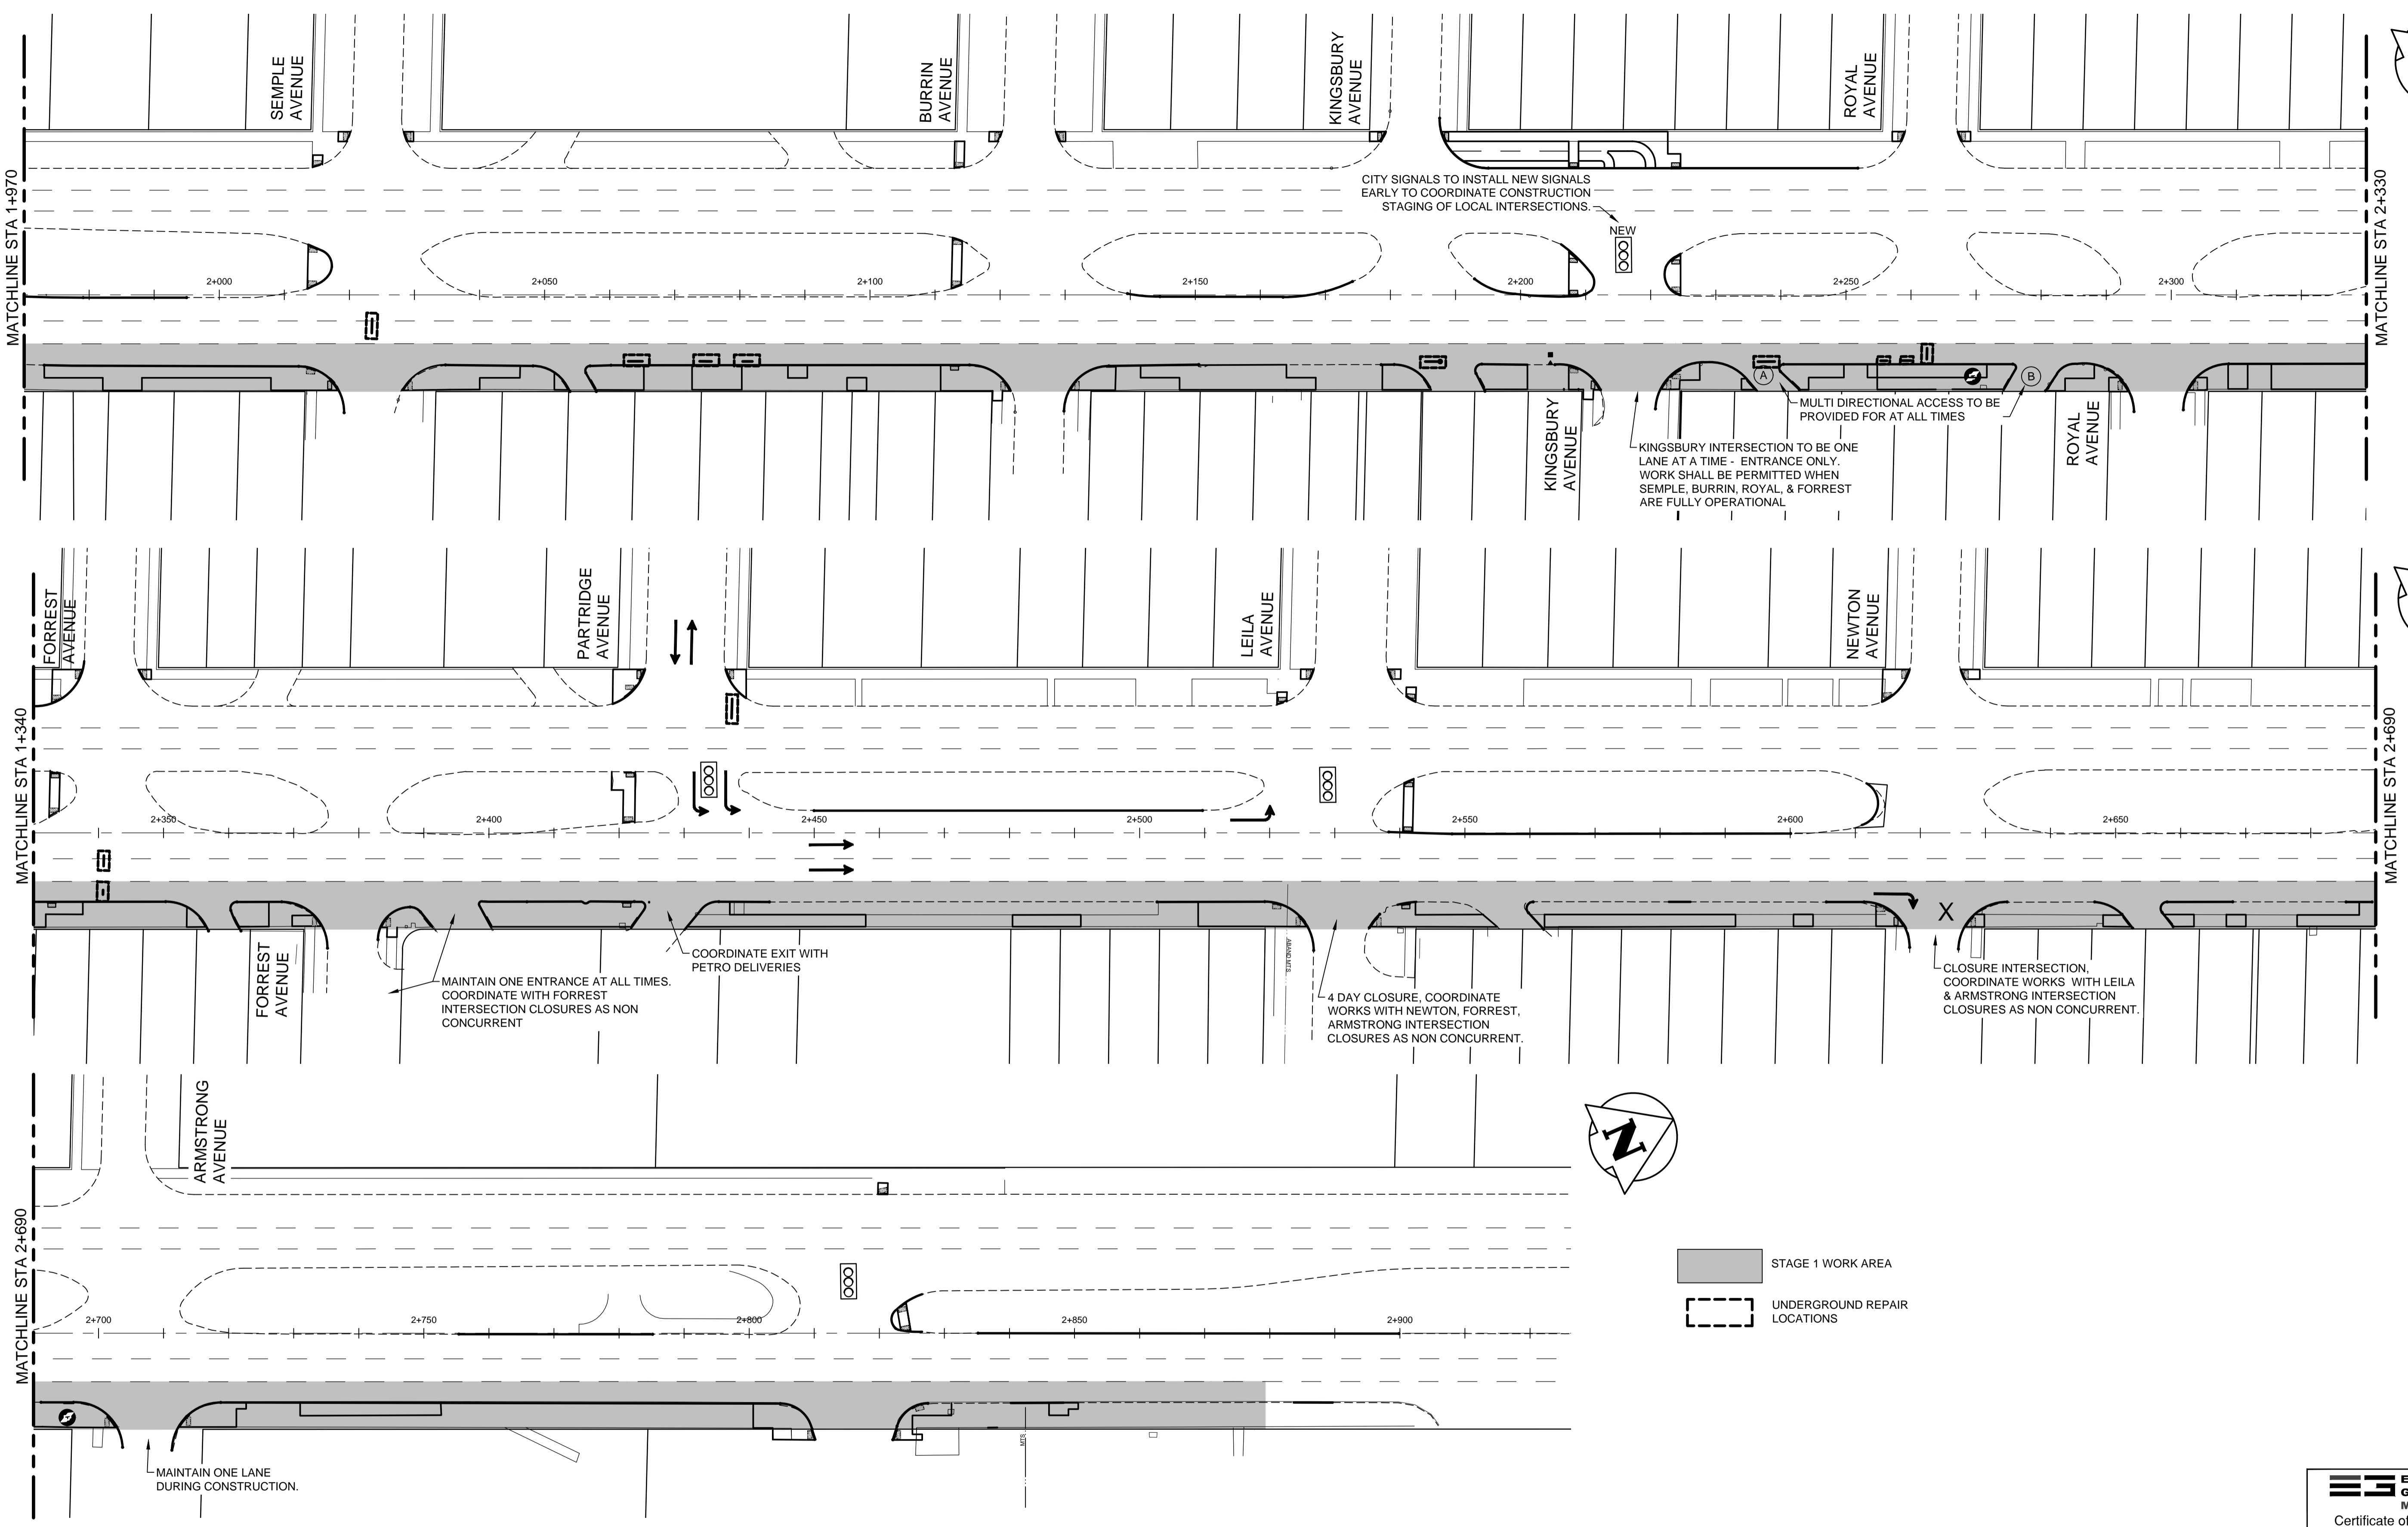 SEMPLE
AVENUE
BURRIN
AVENUE
KINGSBURY
AVENUE
ROYAL
AVENUE
MATCHLINE STA 1+970
MATCHLINE STA 2+330
CITY SIGNALS TO INSTALL NEW SIGNALS
EARLY TO COORDINATE CONSTRUCTION
STAGING OF LOCAL INTERSECTIONS.
NEW
2+000
2+050
2+100
2+150
2+200
2+250
2+300
A
B
MULTI DIRECTIONAL ACCESS TO BE
PROVIDED FOR AT ALL TIMES
KINGSBURY
AVENUE
ROYAL
AVENUE
KINGSBURY INTERSECTION TO BE ONE
LANE AT A TIME - ENTRANCE ONLY.
WORK SHALL BE PERMITTED WHEN
SEMPLE, BURRIN, ROYAL, & FORREST
ARE FULLY OPERATIONAL
FORREST
AVENUE
PARTRIDGE
AVENUE
LEILA
AVENUE
NEWTON
AVENUE
MATCHLINE STA 1+340
MATCHLINE STA 2+690
2+350
2+400
2+450
2+500
2+550
2+600
2+650
X
FORREST
AVENUE
COORDINATE EXIT WITH
PETRO DELIVERIES
MAINTAIN ONE ENTRANCE AT ALL TIMES.
COORDINATE WITH FORREST
INTERSECTION CLOSURES AS NON
CONCURRENT
ABAND MTS
4 DAY CLOSURE, COORDINATE
WORKS WITH NEWTON, FORREST,
ARMSTRONG INTERSECTION
CLOSURES AS NON CONCURRENT.
CLOSURE INTERSECTION,
COORDINATE WORKS WITH LEILA
& ARMSTRONG INTERSECTION
CLOSURES AS NON CONCURRENT.
ARMSTRONG
AVENUE
N
MATCHLINE STA 2+690
STAGE 1 WORK AREA
UNDERGROUND REPAIR
LOCATIONS
2+700
2+750
2+800
2+850
2+900
MTS
MAINTAIN ONE LANE
DURING CONSTRUCTION.
E
G
M
Certificate of